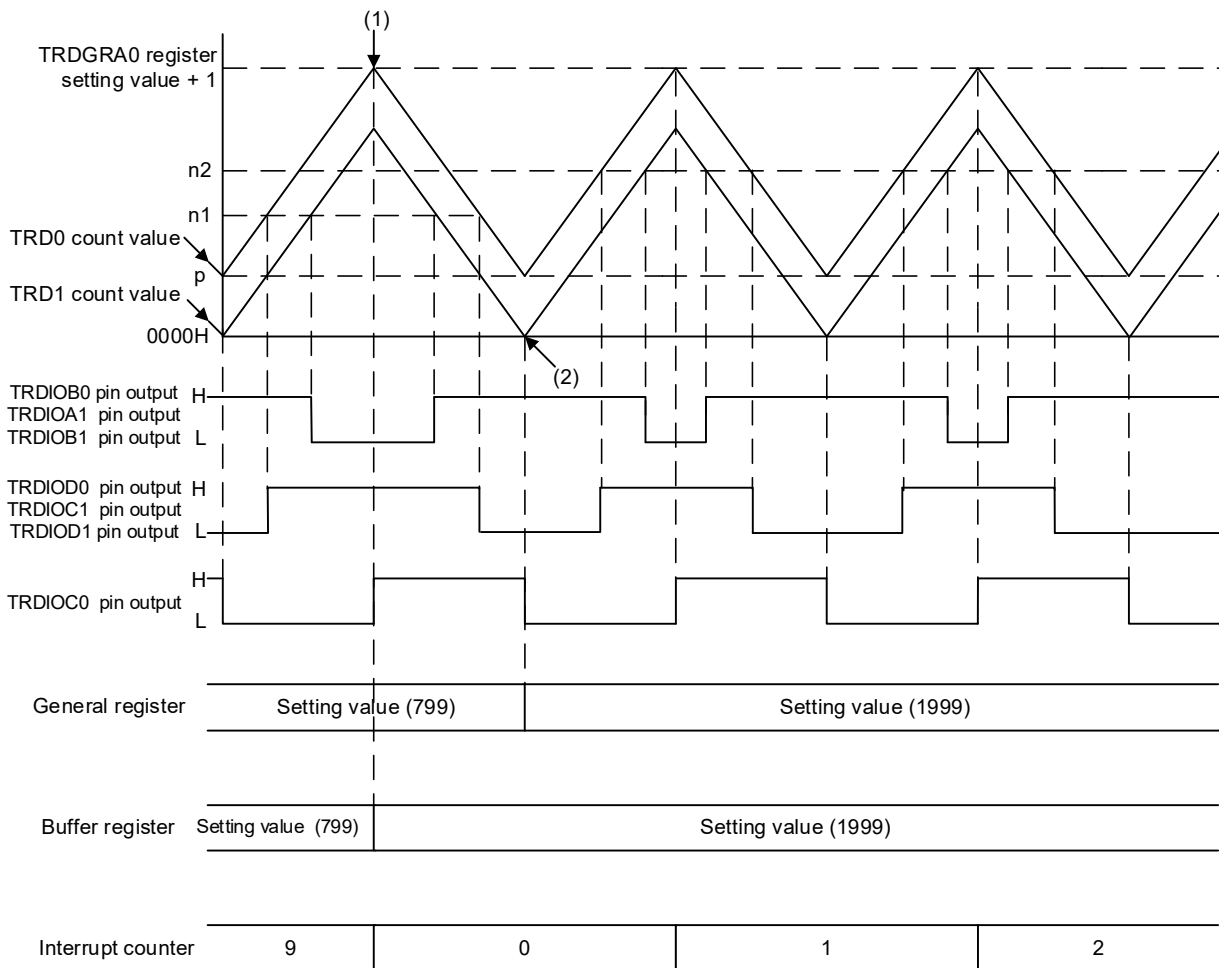 (1)
TRDGRA0 register
setting value + 1
n2
n1
TRD0 count value
p
TRD1 count value
0000H
(2)
TRDIOB0 pin output H
TRDIOA1 pin output
TRDIOB1 pin output L
TRDIOD0 pin output H
TRDIOC1 pin output
TRDIOD1 pin output L
H
TRDIOC0 pin output
L
General register Setting value (799) Setting value (1999)
Buffer register Setting value (799) Setting value (1999)
Interrupt counter 9 0 1 2